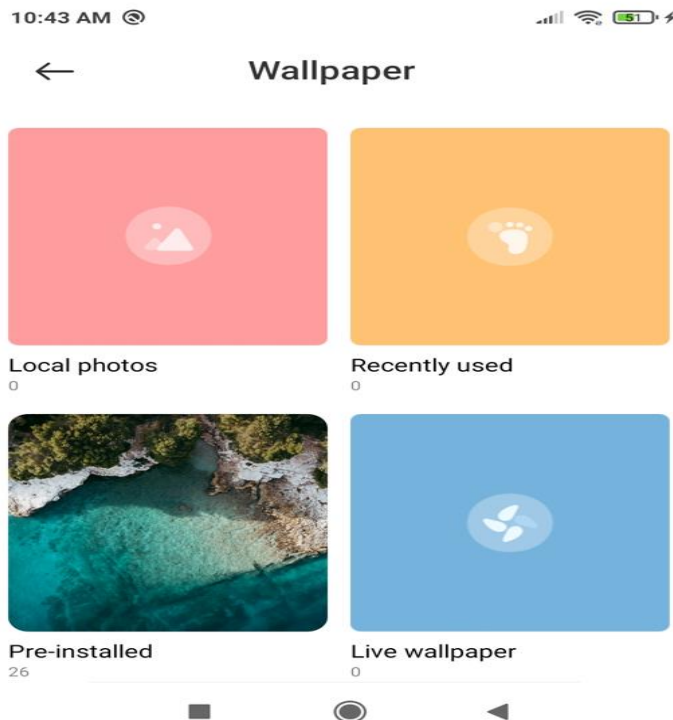 10:43 AM
51
Wallpaper
Local photos
0
Recently used
0
Pre-installed
26
Live wallpaper
0